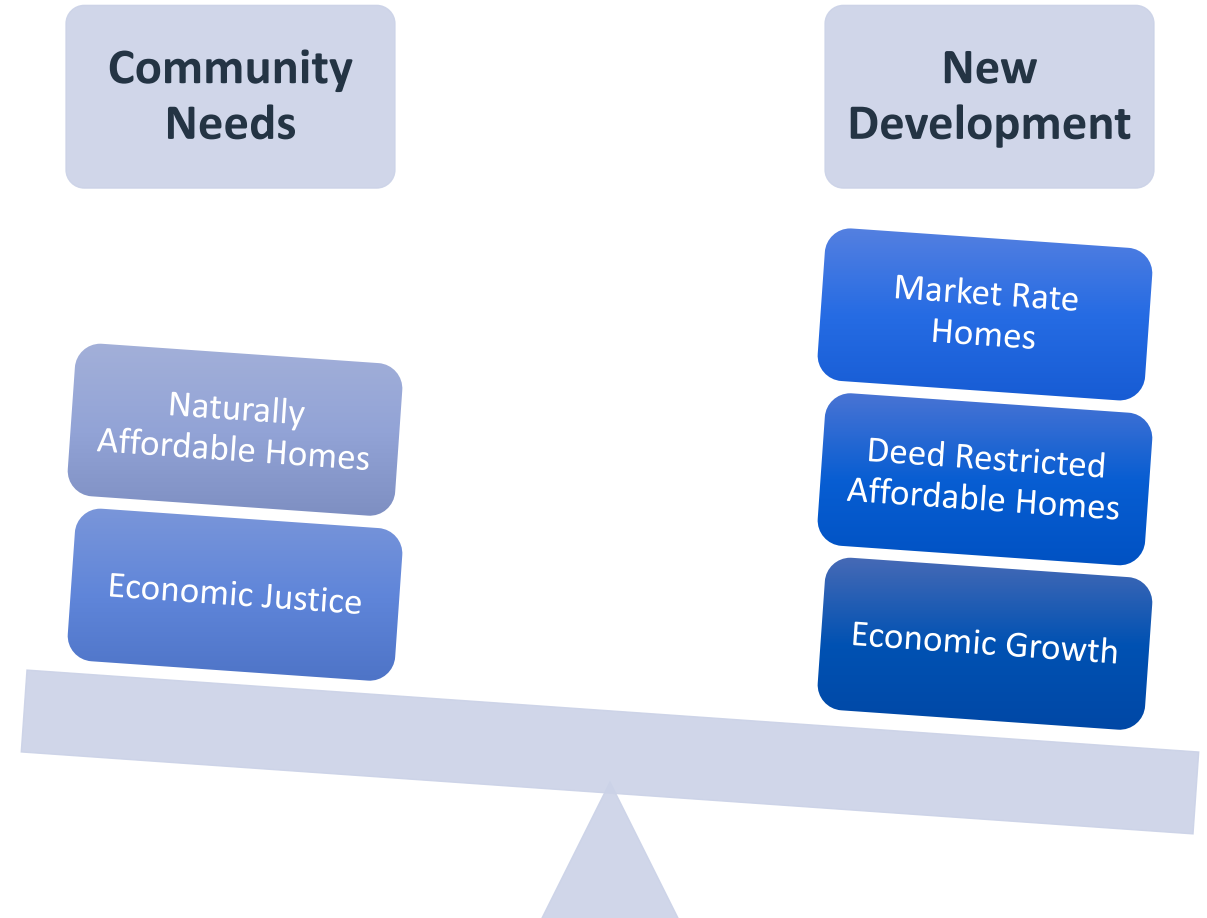 Community
Needs
New
Development
Naturally
Affordable Homes
Economic Justice
Market Rate
Homes
Deed Restricted
Affordable Homes
Economic Growth